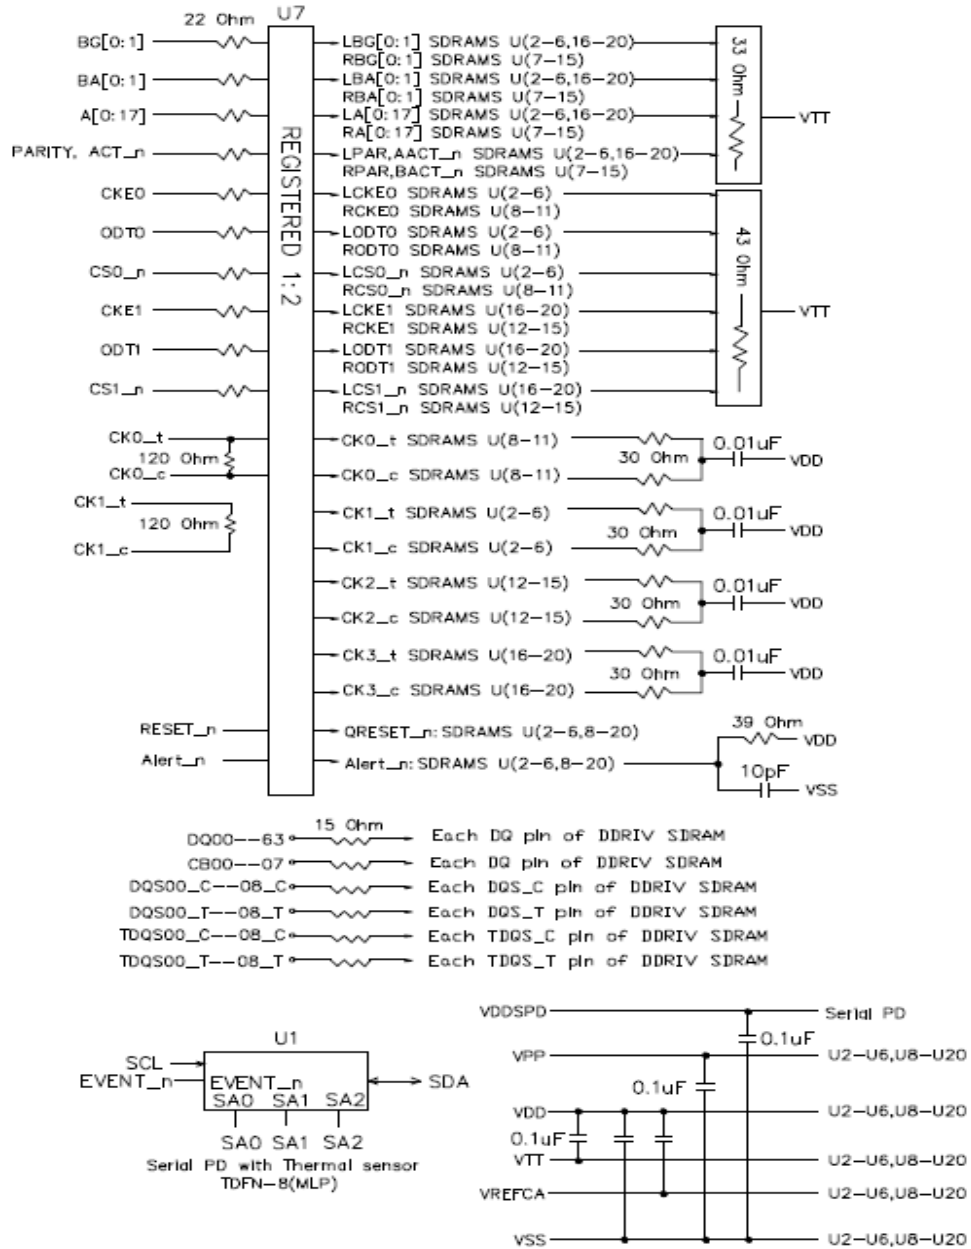 22 Ohm U7
BG[0:1] LBG[0:1] SDRAMS U(2-6,16-20)
RBG[0:1] SDRAMS U(7-15)
BA[0:1] LBA[0:1] SDRAMS U(2-6,16-20)
RBA[0:1] SDRAMS U(7-15)
A[0:17] LA[0:17] SDRAMS U(2-6,16-20)
RA[0:17] SDRAMS U(7-15)
33 Ohm
VTT
PARITY, ACT_n LPAR,AACT_n SDRAMS U(2-6,16-20)
RPAR,BACT_n SDRAMS U(7-15)
REGISTERED 1:2
CKE0 LCKE0 SDRAMS U(2-6)
RCKE0 SDRAMS U(8-11)
ODT0 LODT0 SDRAMS U(2-6)
RODT0 SDRAMS U(8-11)
CS0_n LCS0_n SDRAMS U(2-6)
RCS0_n SDRAMS U(8-11)
43 Ohm
VTT
CKE1 LCKE1 SDRAMS U(16-20)
RCKE1 SDRAMS U(12-15)
ODT1 LODT1 SDRAMS U(16-20)
RODT1 SDRAMS U(12-15)
CS1_n LCS1_n SDRAMS U(16-20)
RCS1_n SDRAMS U(12-15)
CK0_t CK0_t SDRAMS U(8-11) 0.01uF
120 Ohm 30 Ohm VDD
CK0_c CK0_c SDRAMS U(8-11)
CK1_t CK1_t SDRAMS U(2-6) 0.01uF
120 Ohm 30 Ohm VDD
CK1_c CK1_c SDRAMS U(2-6)
CK2_t SDRAMS U(12-15) 0.01uF
30 Ohm VDD
CK2_c SDRAMS U(12-15)
CK3_t SDRAMS U(16-20) 0.01uF
30 Ohm VDD
CK3_c SDRAMS U(16-20)
RESET_n QRESET_n: SDRAMS U(2-6,8-20) 39 Ohm VDD
Alert_n Alert_n: SDRAMS U(2-6,8-20) 10pF VSS
15 Ohm
DQ00--63 Each DQ pin of DDRIV SDRAM
CB00--07 Each DQ pin of DDRIV SDRAM
DQS00_C--08_C Each DQS_C pin of DDRIV SDRAM
DQS00_T--08_T Each DQS_T pin of DDRIV SDRAM
TDQS00_C--08_C Each TDQS_C pin of DDRIV SDRAM
TDQS00_T--08_T Each TDQS_T pin of DDRIV SDRAM
U1
SCL
EVENT_n EVENT_n SDA
SA0 SA1 SA2
SA0 SA1 SA2
Serial PD with Thermal sensor
TDFN-8(MLP)
VDDSPD Serial PD
0.1uF
VPP U2-U6,U8-U20
0.1uF
VDD U2-U6,U8-U20
0.1uF
VTT U2-U6,U8-U20
VREFCA U2-U6,U8-U20
VSS U2-U6,U8-U20